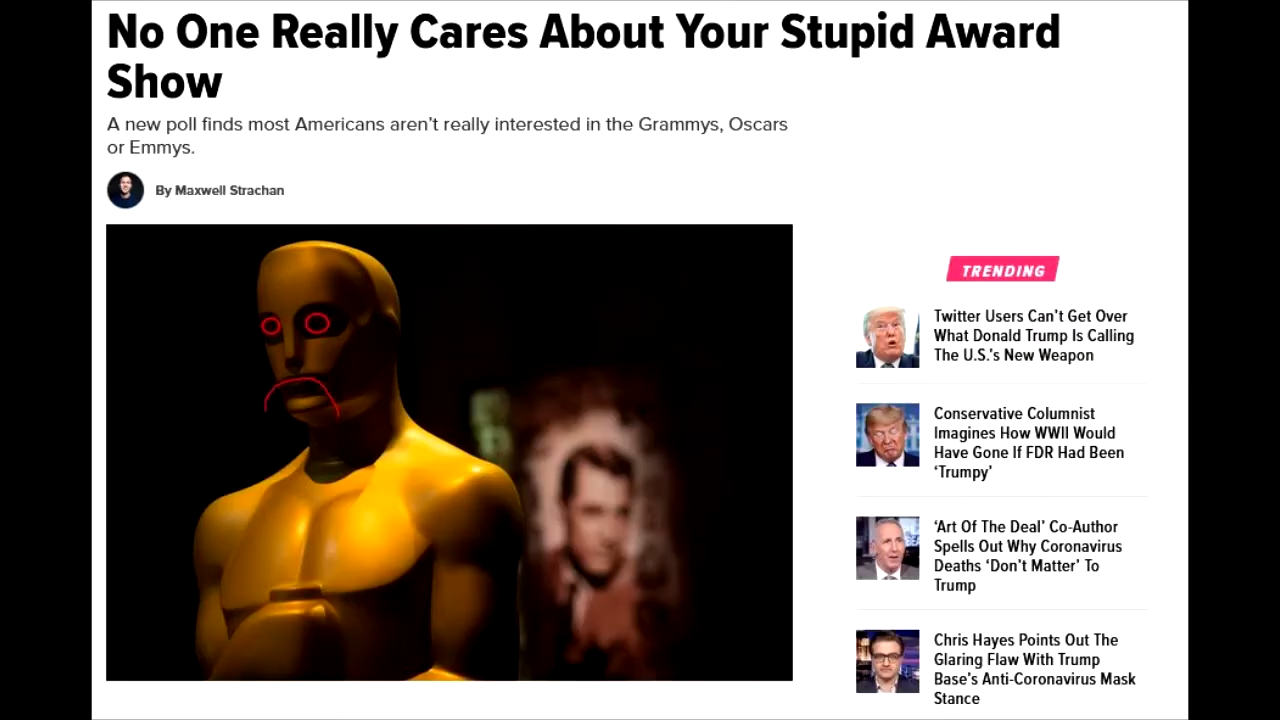 No One Really Cares About Your Stupid Award
Show
A new poll finds most Americans aren't really interested in the Grammys, Oscars
or Emmys.
By Maxwell Strachan
TRENDING
Twitter Users Can't Get Over
What Donald Trump Is Calling
The U.S.'s New Weapon
Conservative Columnist
Imagines How WWII Would
Have Gone If FDR Had Been
‘Trumpy’
‘Art Of The Deal’ Co-Author
Spells Out Why Coronavirus
Deaths ‘Don't Matter’ To
Trump
Chris Hayes Points Out The
Glaring Flaw With Trump
Base's Anti-Coronavirus Mask
Stance